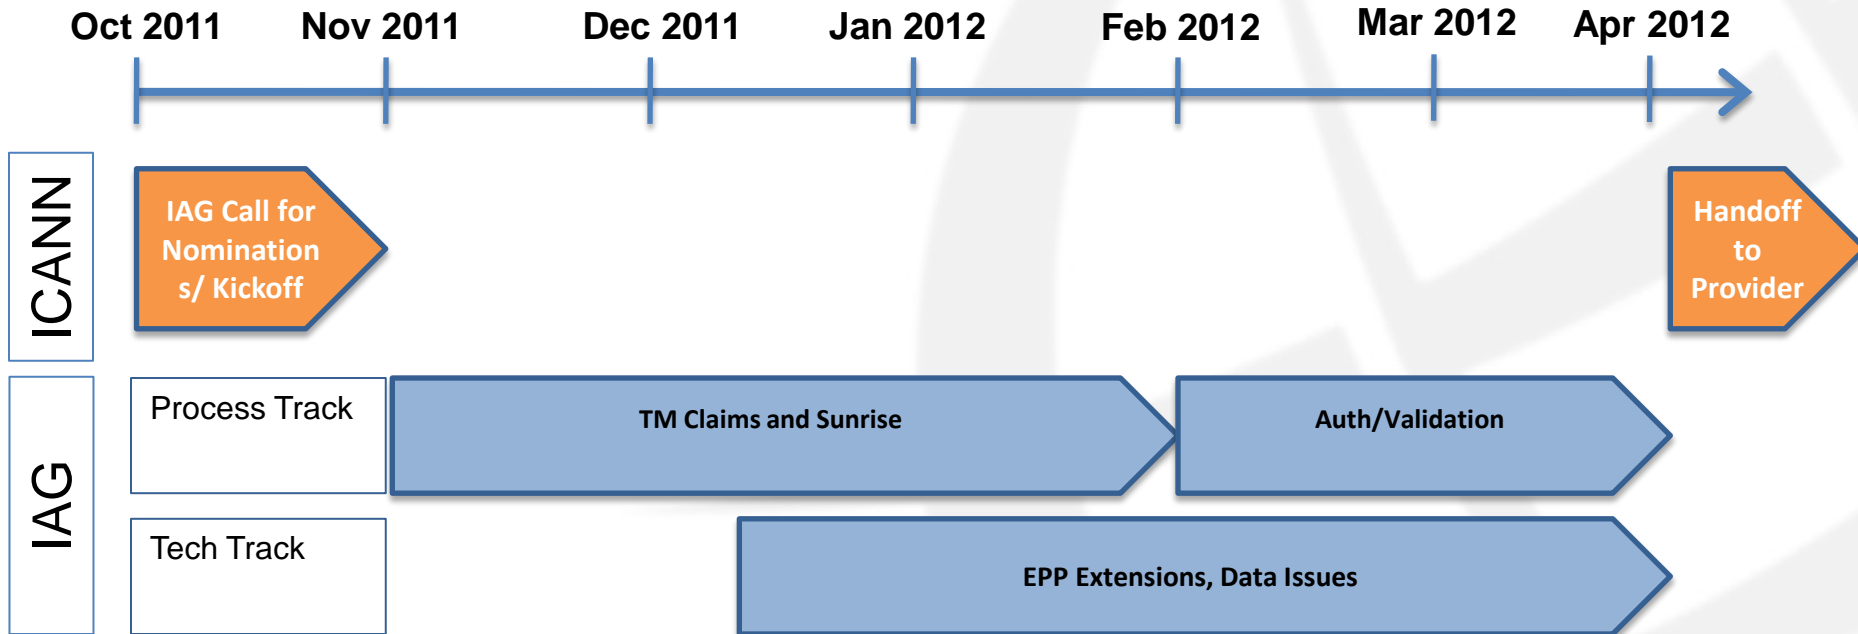 Oct 2011 Nov 2011 Dec 2011 Jan 2012 Feb 2012 Mar 2012 Apr 2012
ICANN
IAG Call for
Nomination
s/ Kickoff
Handoff
to
Provider
IAG
Process Track
TM Claims and Sunrise
Auth/Validation
Tech Track
EPP Extensions, Data Issues